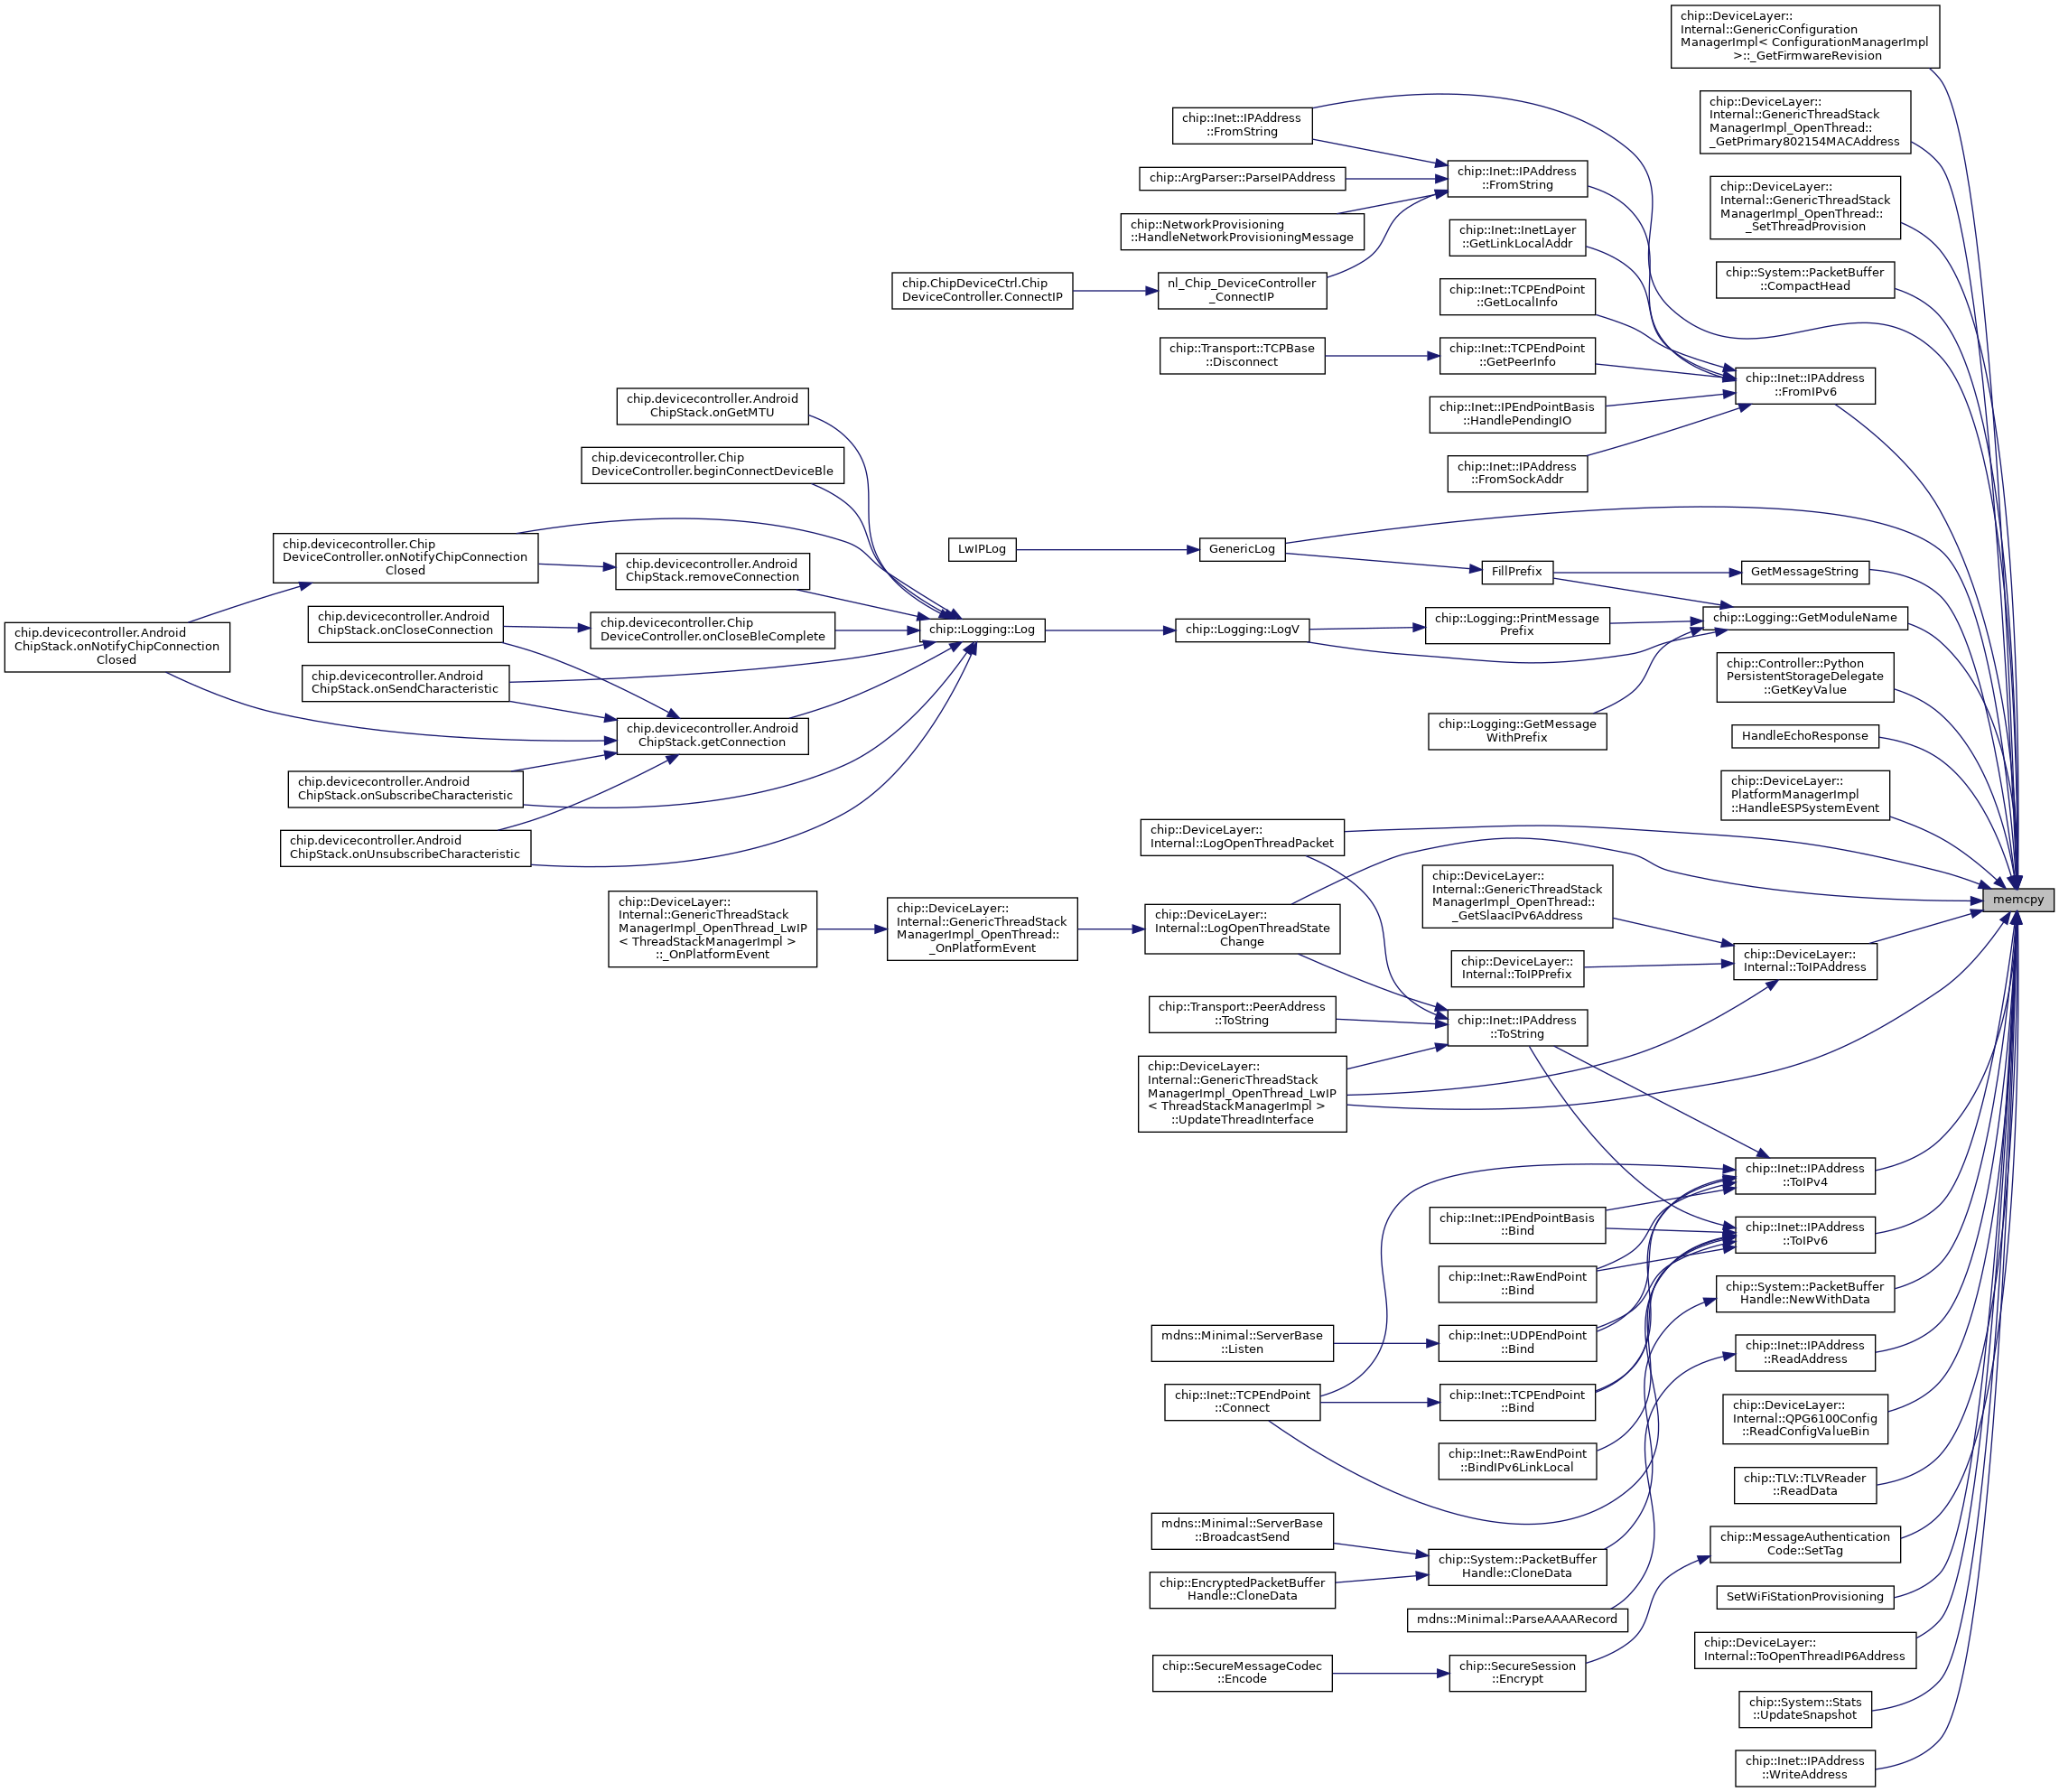 chip::DeviceLayer::
Internal::GenericConfiguration
ManagerImpl< ConfigurationManagerImpl
>::_GetFirmwareRevision
chip::DeviceLayer::
Internal::GenericThreadStack
ManagerImpl_OpenThread::
_GetPrimary802154MACAddress
chip::Inet::IPAddress
::FromString
chip::ArgParser::ParseIPAddress
chip::Inet::IPAddress
::FromString
chip::DeviceLayer::
Internal::GenericThreadStack
ManagerImpl_OpenThread::
_SetThreadProvision
chip::NetworkProvisioning
::HandleNetworkProvisioningMessage
chip::Inet::InetLayer
::GetLinkLocalAddr
chip::System::PacketBuffer
::CompactHead
chip.ChipDeviceCtrl.Chip
DeviceController.ConnectIP
nl_Chip_DeviceController
_ConnectIP
chip::Inet::TCPEndPoint
::GetLocalInfo
chip::Transport::TCPBase
::Disconnect
chip::Inet::TCPEndPoint
::GetPeerInfo
chip::Inet::IPAddress
::FromIPv6
chip.devicecontroller.Android
ChipStack.onGetMTU
chip::Inet::IPEndPointBasis
::HandlePendingIO
chip.devicecontroller.Chip
DeviceController.beginConnectDeviceBle
chip::Inet::IPAddress
::FromSockAddr
chip.devicecontroller.Chip
DeviceController.onNotifyChipConnection
Closed
LwIPLog
GenericLog
chip.devicecontroller.Android
ChipStack.removeConnection
FillPrefix
GetMessageString
chip.devicecontroller.Android
ChipStack.onCloseConnection
chip.devicecontroller.Chip
DeviceController.onCloseBleComplete
chip::Logging::Log
chip::Logging::LogV
chip::Logging::PrintMessage
Prefix
chip::Logging::GetModuleName
chip.devicecontroller.Android
ChipStack.onNotifyChipConnection
Closed
chip.devicecontroller.Android
ChipStack.onSendCharacteristic
chip::Controller::Python
PersistentStorageDelegate
::GetKeyValue
chip.devicecontroller.Android
ChipStack.getConnection
chip::Logging::GetMessage
WithPrefix
HandleEchoResponse
chip.devicecontroller.Android
ChipStack.onSubscribeCharacteristic
chip::DeviceLayer::
PlatformManagerImpl
::HandleESPSystemEvent
chip.devicecontroller.Android
ChipStack.onUnsubscribeCharacteristic
chip::DeviceLayer::
Internal::LogOpenThreadPacket
chip::DeviceLayer::
Internal::GenericThreadStack
ManagerImpl_OpenThread::
_GetSlaacIPv6Address
memcpy
chip::DeviceLayer::
Internal::GenericThreadStack
ManagerImpl_OpenThread_LwIP
< ThreadStackManagerImpl >
::_OnPlatformEvent
chip::DeviceLayer::
Internal::GenericThreadStack
ManagerImpl_OpenThread::
_OnPlatformEvent
chip::DeviceLayer::
Internal::LogOpenThreadState
Change
chip::DeviceLayer::
Internal::ToIPPrefix
chip::DeviceLayer::
Internal::ToIPAddress
chip::Transport::PeerAddress
::ToString
chip::Inet::IPAddress
::ToString
chip::DeviceLayer::
Internal::GenericThreadStack
ManagerImpl_OpenThread_LwIP
< ThreadStackManagerImpl >
::UpdateThreadInterface
chip::Inet::IPAddress
::ToIPv4
chip::Inet::IPEndPointBasis
::Bind
chip::Inet::IPAddress
::ToIPv6
chip::Inet::RawEndPoint
::Bind
chip::System::PacketBuffer
Handle::NewWithData
mdns::Minimal::ServerBase
::Listen
chip::Inet::UDPEndPoint
::Bind
chip::Inet::IPAddress
::ReadAddress
chip::Inet::TCPEndPoint
::Connect
chip::Inet::TCPEndPoint
::Bind
chip::DeviceLayer::
Internal::QPG6100Config
::ReadConfigValueBin
chip::Inet::RawEndPoint
::BindIPv6LinkLocal
chip::TLV::TLVReader
::ReadData
mdns::Minimal::ServerBase
::BroadcastSend
chip::MessageAuthentication
Code::SetTag
chip::System::PacketBuffer
Handle::CloneData
chip::EncryptedPacketBuffer
Handle::CloneData
SetWiFiStationProvisioning
mdns::Minimal::ParseAAAARecord
chip::DeviceLayer::
Internal::ToOpenThreadIP6Address
chip::SecureMessageCodec
::Encode
chip::SecureSession
::Encrypt
chip::System::Stats
::UpdateSnapshot
chip::Inet::IPAddress
::WriteAddress